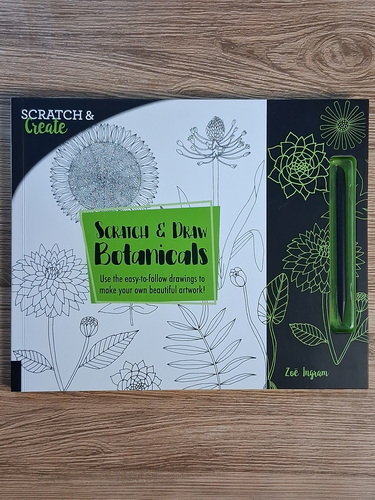 SCRATCH &
Create
SCRATCH & DRAW
Botanicals
Use the easy-to-follow drawings to
make your own beautiful artwork!
Zoë Ingram